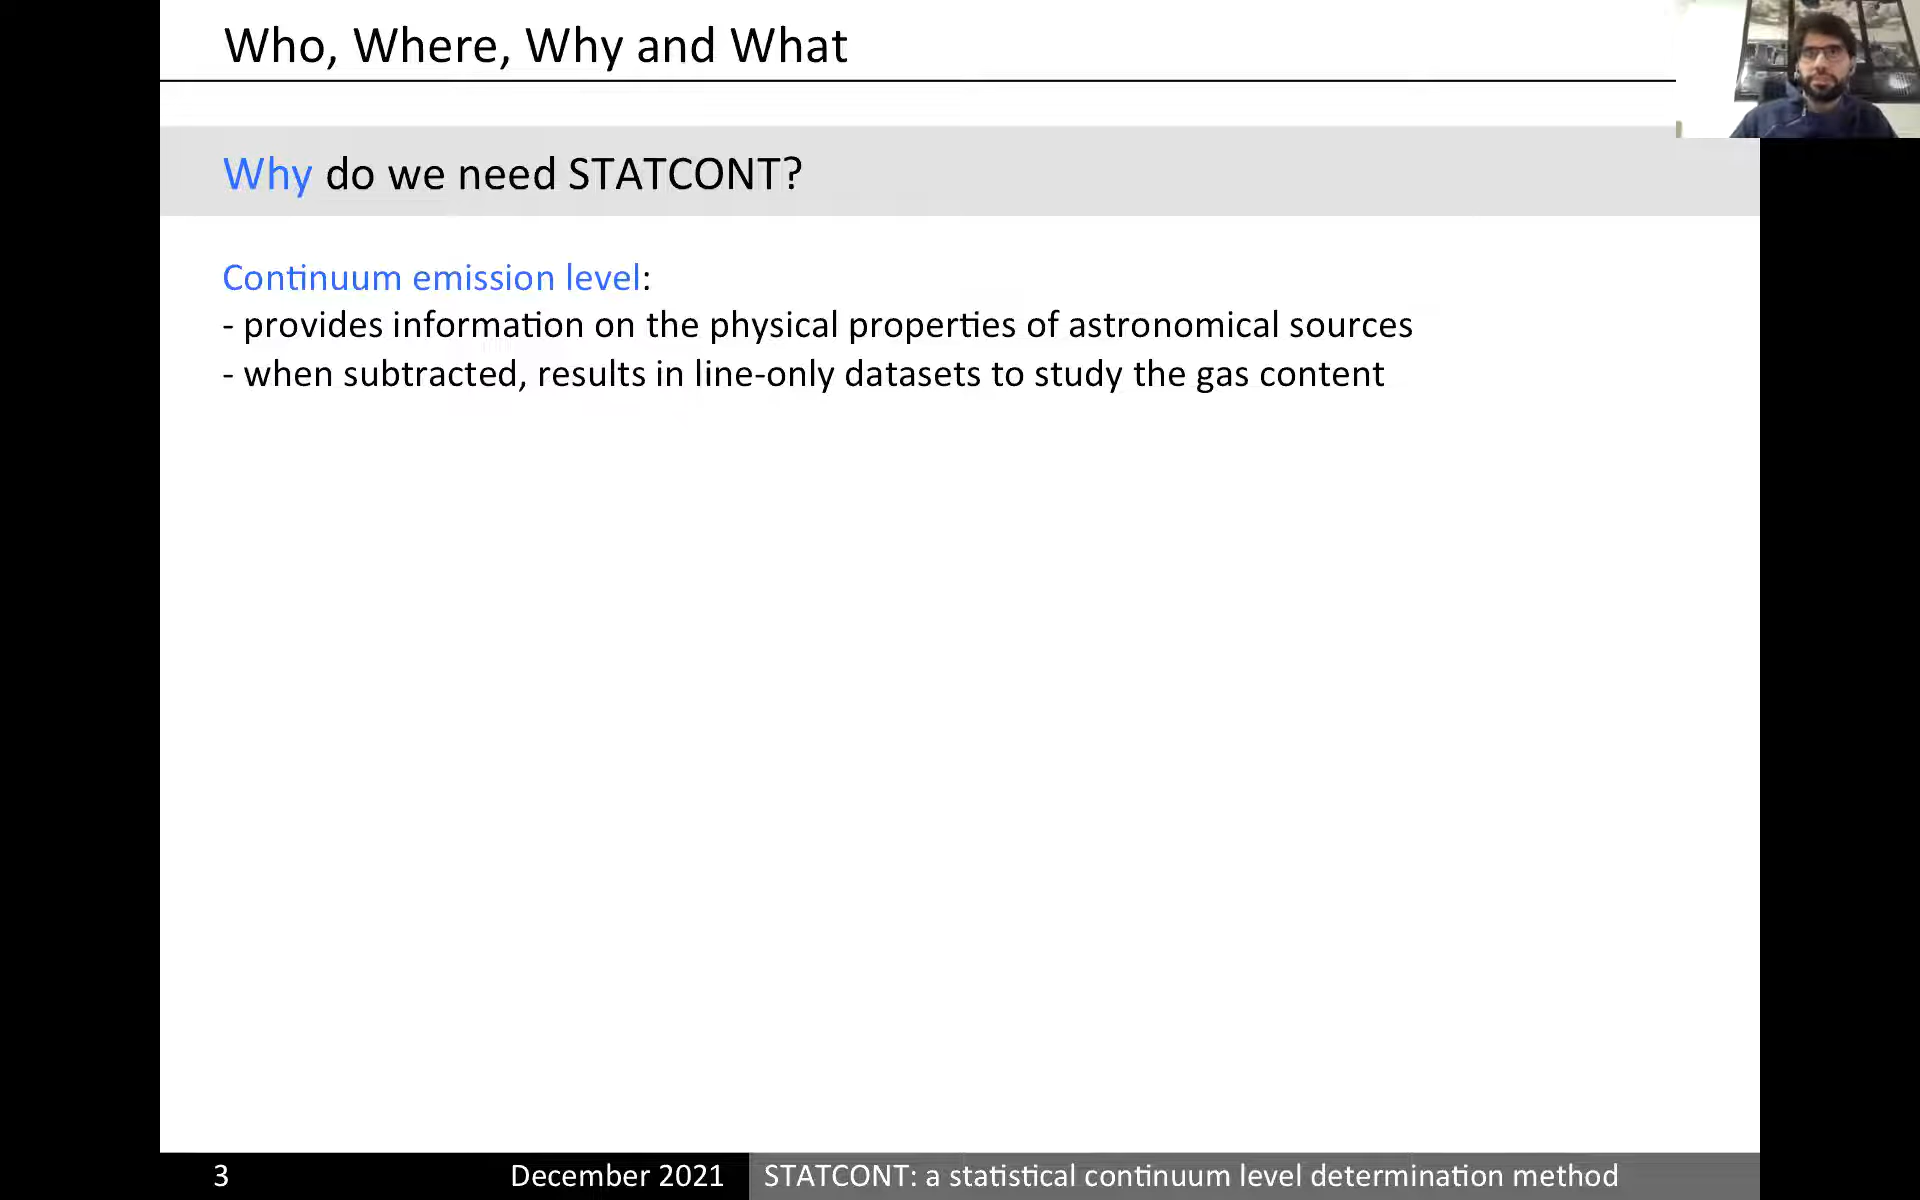 Who, Where, Why and What
Why do we need STATCONT?
Continuum emission level:
- provides information on the physical properties of astronomical sources
- when subtracted, results in line-only datasets to study the gas content
3
December 2021
STATCONT: a statistical continuum level determination method